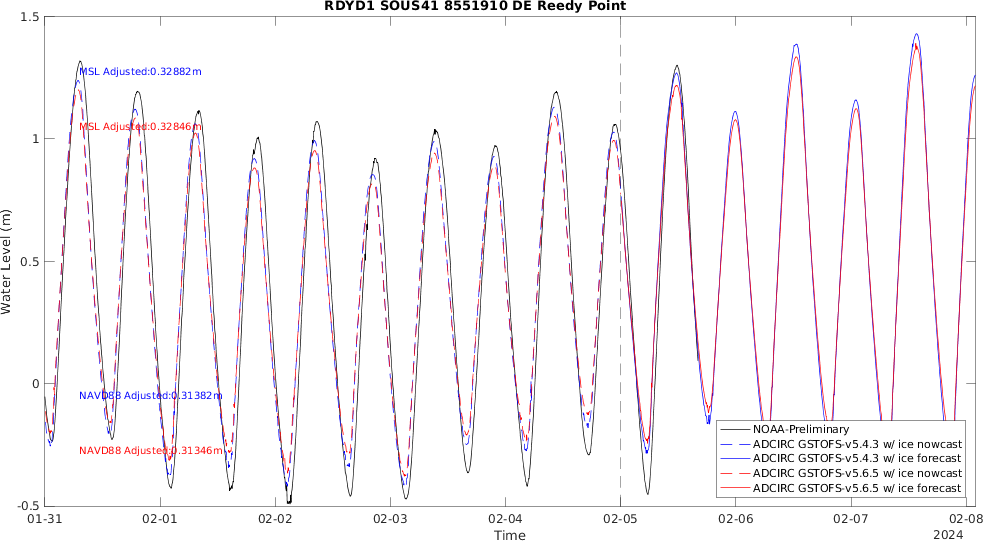 RDYD1 SOUS41 8551910 DE Reedy Point
1.5
1
0.5
0
-0.5
Water Level (m)
MSL Adjusted:0.32882m
MSL Adjusted:0.32846m
NAVD88 Adjusted:0.31382m
NAVD88 Adjusted:0.31346m
NOAA-Preliminary
ADCIRC GSTOFS-v5.4.3 w/ ice nowcast
ADCIRC GSTOFS-v5.4.3 w/ ice forecast
ADCIRC GSTOFS-v5.6.5 w/ ice nowcast
ADCIRC GSTOFS-v5.6.5 w/ ice forecast
01-31 02-01 02-02 02-03 02-04 02-05 02-06 02-07 02-08
Time
2024